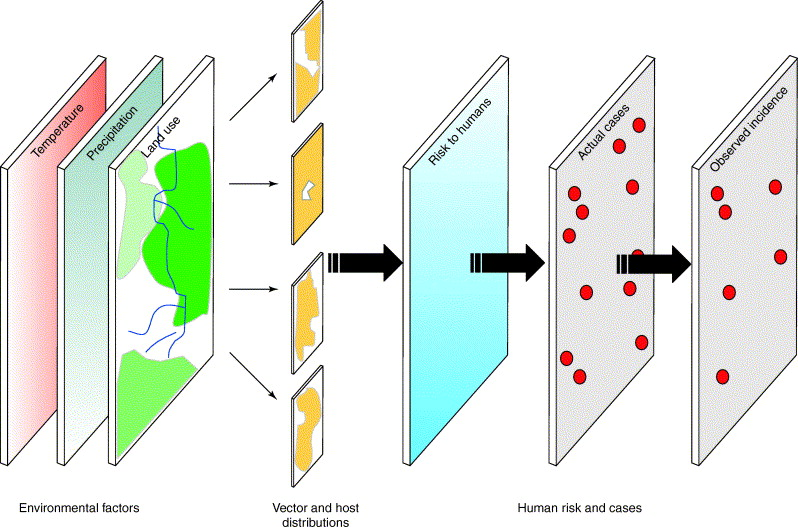 Temperature
Precipitation
Land use
Risk to humans
Actual cases
Observed incidence
Environmental factors
Vector and host
distributions
Human risk and cases